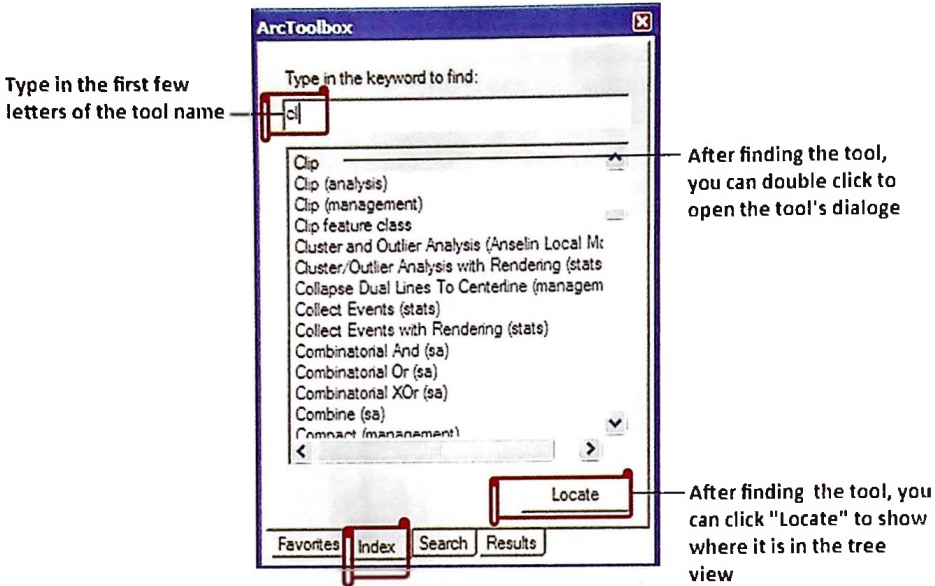 ArcToolbox
Type in the keyword to find:
Type in the first few
letters of the tool name
cl
Clip
Clip (analysis)
Clip (management)
Clip feature class
Cluster and Outlier Analysis (Anselin Local Mc
Cluster/Outlier Analysis with Rendering (stats
Collapse Dual Lines To Centerline (managem
Collect Events (stats)
Collect Events with Rendering (stats)
Combinatorial And (sa)
Combinatorial Or (sa)
Combinatorial XOr (sa)
Combine (sa)
Compact (management)
After finding the tool,
you can double click to
open the tool's dialoge
Locate
After finding the tool, you
can click "Locate" to show
where it is in the tree
view
Favorites Index Search Results